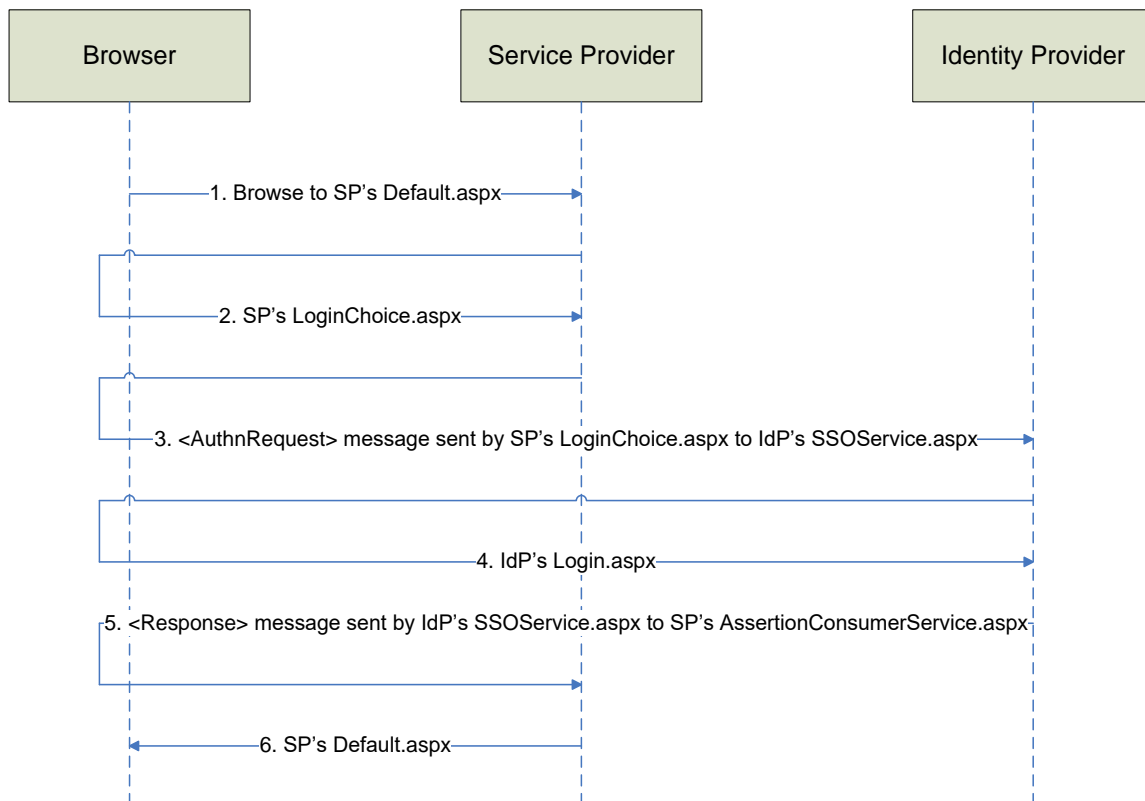 Browser
Service Provider
Identity Provider
1. Browse to SP’s Default.aspx
2. SP’s LoginChoice.aspx
3. <AuthnRequest> message sent by SP’s LoginChoice.aspx to IdP’s SSOService.aspx
4. IdP’s Login.aspx
5. <Response> message sent by IdP’s SSOService.aspx to SP’s AssertionConsumerService.aspx
6. SP’s Default.aspx